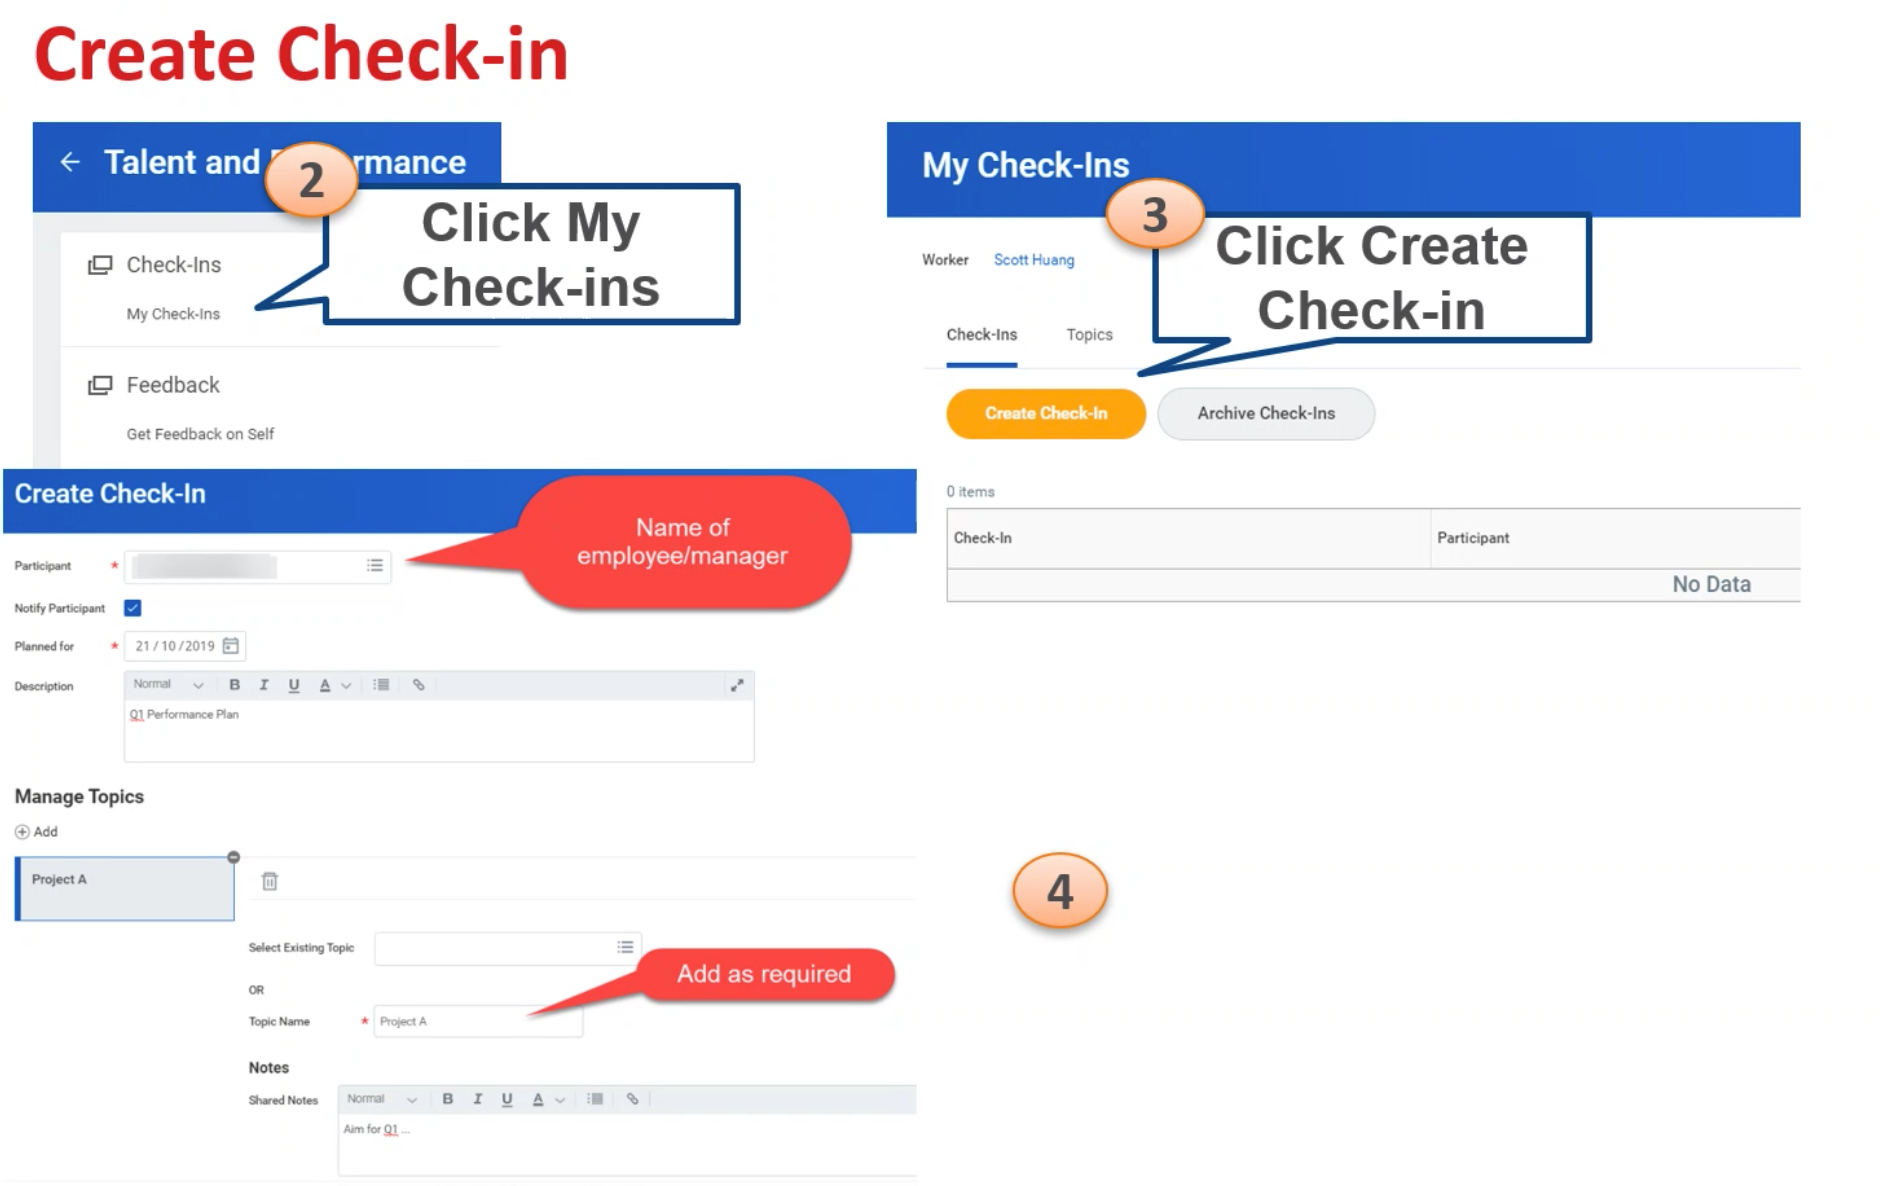 Create Check-in
Talent and rmance
2
Click My
Check-ins
Check-Ins
My Check-Ins
Feedback
Get Feedback on Self
My Check-Ins
3
Click Create
Check-in
Worker Scott Huang
Check-Ins Topics
Create Check-In Archive Check-Ins
0 items
Check-In Participant
No Data
Create Check-In
Name of
employee/manager
Participant *
Notify Participant
Planned for * 21/10/2019
Description Normal B I U A
Q1 Performance Plan
Manage Topics
Add
Project A
Select Existing Topic
Add as required
OR
Topic Name * Project A
Notes
Shared Notes Normal B I U A
Aim for Q1 ...
4